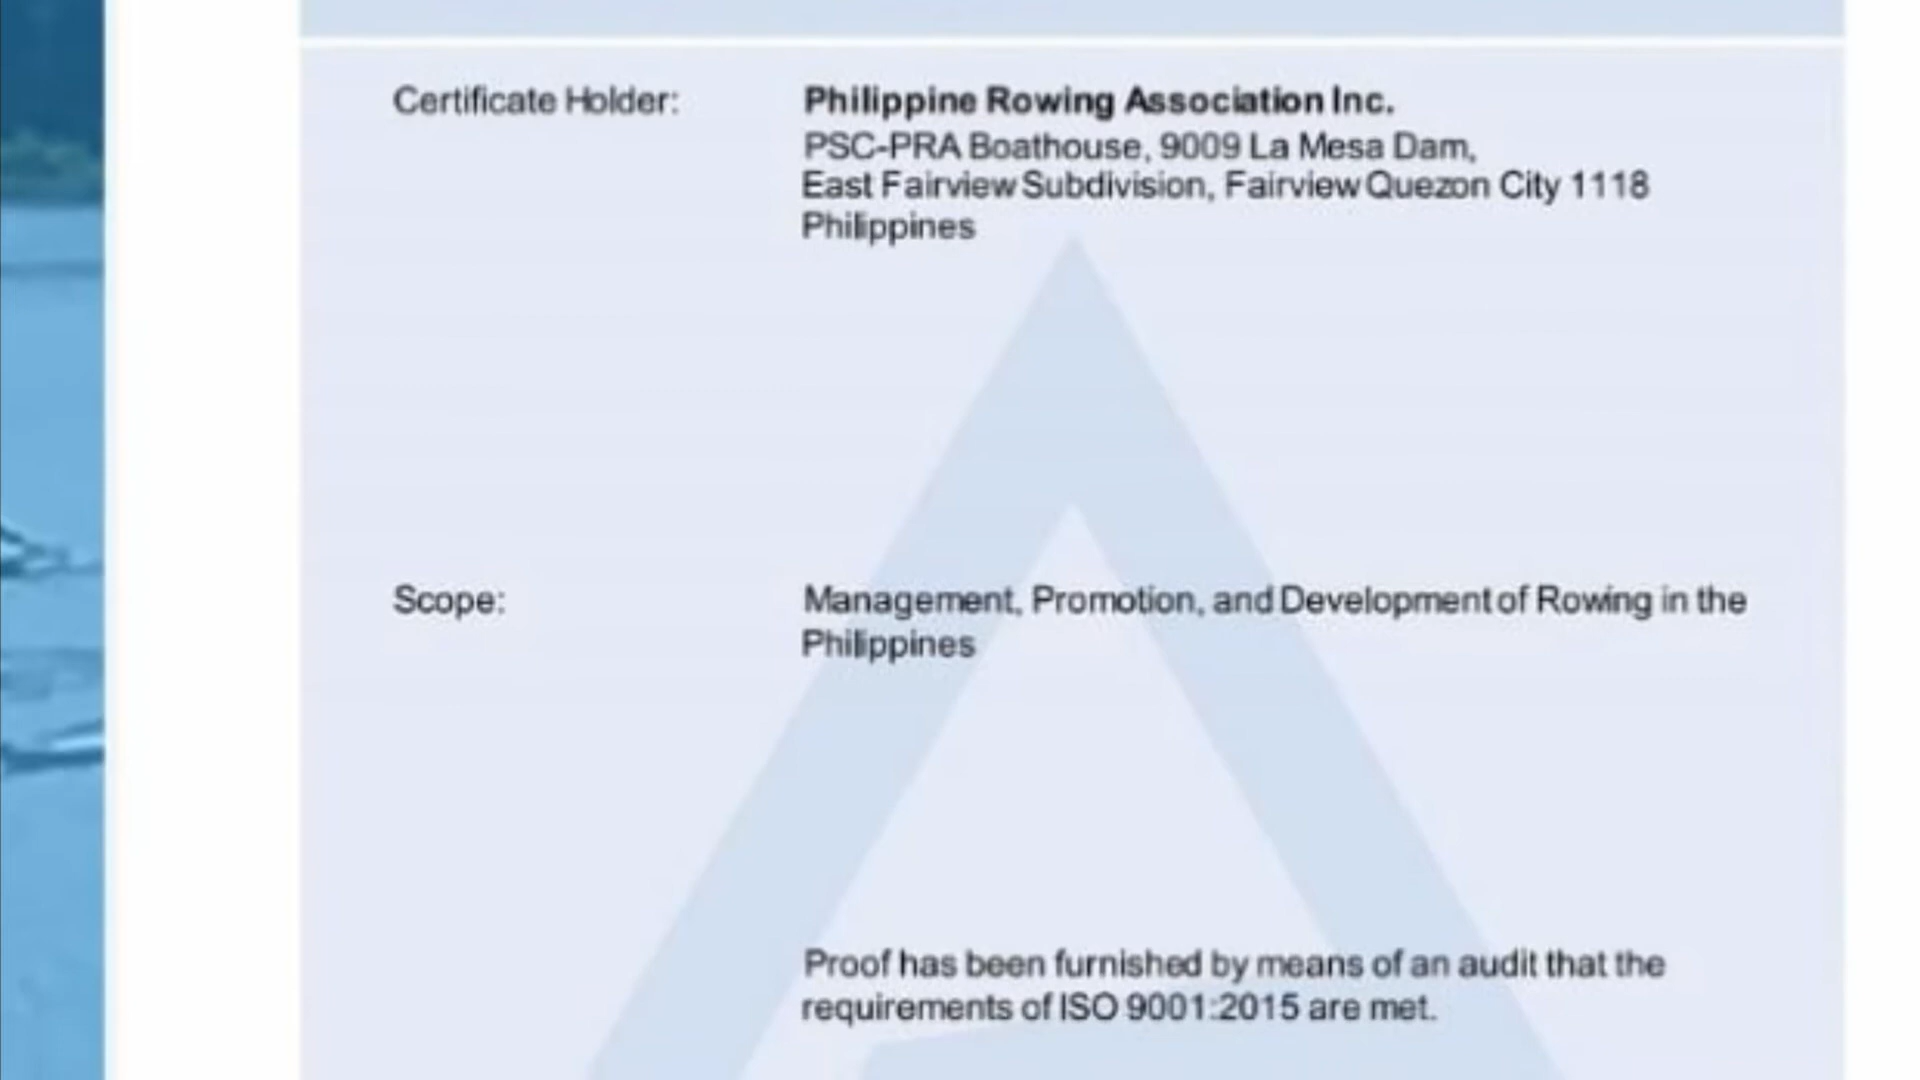 Certificate Holder: Philippine Rowing Association Inc.
PSC-PRA Boathouse, 9009 La Mesa Dam,
East Fairview Subdivision, Fairview Quezon City 1118
Philippines
Scope: Management, Promotion, and Development of Rowing in the
Philippines
Proof has been furnished by means of an audit that the
requirements of ISO 9001:2015 are met.